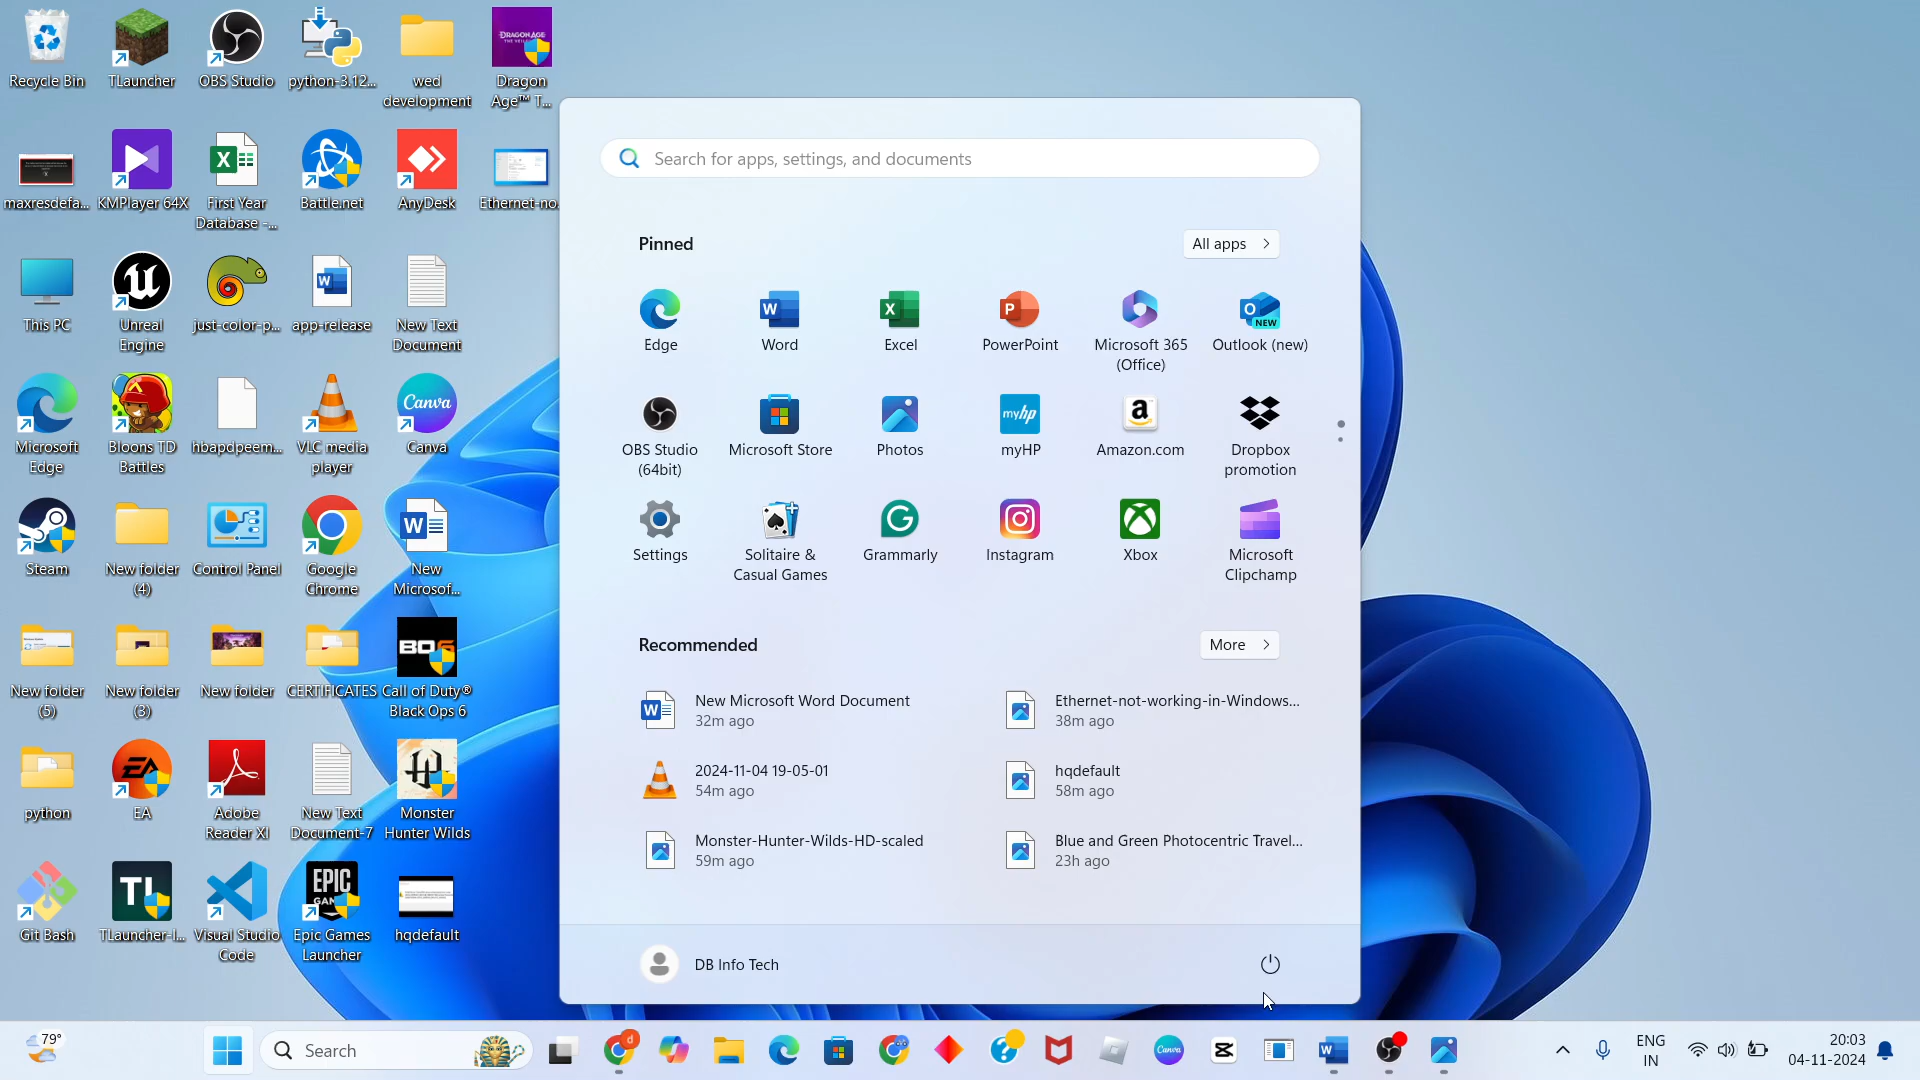 Recycle Bin
TLauncher
OBS Studio
python-3.12...
wed
development
DRAGON AGE
Dragon
Age™ T...
maxresdefa...
KMPlayer 64X
First Year
Database -...
Battle.net
AnyDesk
Ethernet-no.
This PC
Unreal
Engine
just-color-p...
app-release
New Text
Document
Microsoft
Edge
Bloons TD
Battles
hbapdpeem...
VLC media
player
Canva
Canva
Steam
New folder
(4)
Control Panel
Google
Chrome
New
Microsof...
New folder
(5)
New folder
(3)
New folder
CERTIFICATES
Call of Duty®
Black Ops 6
python
EA
EA
Adobe
Reader XI
New Text
Document-7
Monster
Hunter Wilds
Git Bash
TL
TLauncher-I...
Visual Studio
Code
EPIC
Epic Games
Launcher
hqdefault
Search for apps, settings, and documents
Pinned
All apps
Edge
Word
Excel
PowerPoint
Microsoft 365
(Office)
NEW
Outlook (new)
OBS Studio
(64bit)
Microsoft Store
Photos
myhp
myHP
Amazon.com
Dropbox
promotion
Settings
Solitaire &
Casual Games
Grammarly
Instagram
Xbox
Microsoft
Clipchamp
Recommended
More
New Microsoft Word Document
32m ago
Ethernet-not-working-in-Windows...
38m ago
2024-11-04 19-05-01
54m ago
hqdefault
58m ago
Monster-Hunter-Wilds-HD-scaled
59m ago
Blue and Green Photocentric Travel...
23h ago
DB Info Tech
79°
Search
Canva
ENG
IN
20:03
04-11-2024